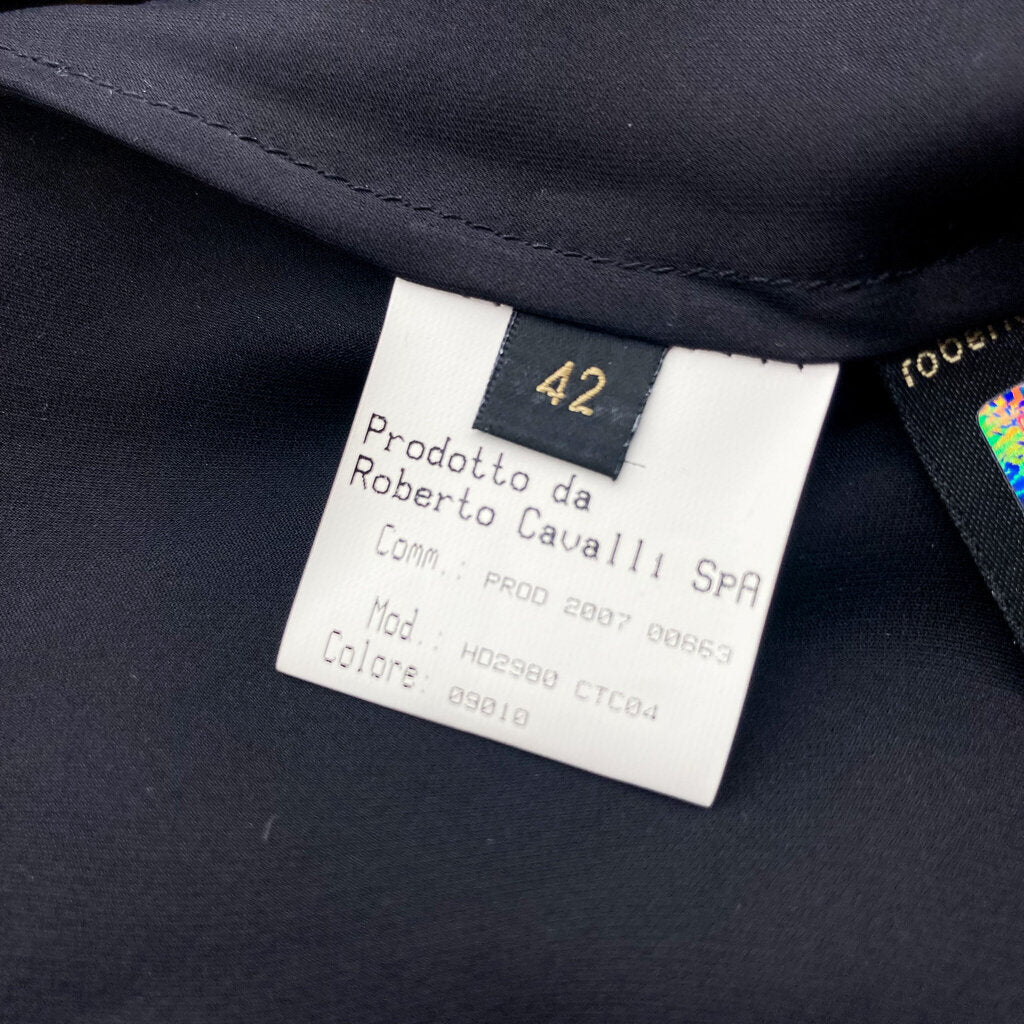 42
Prodotto da
Roberto Cavalli SpA
Comm.: PROD 2007 00663
Mod.: HD2980 CTC04
Colore: 09010